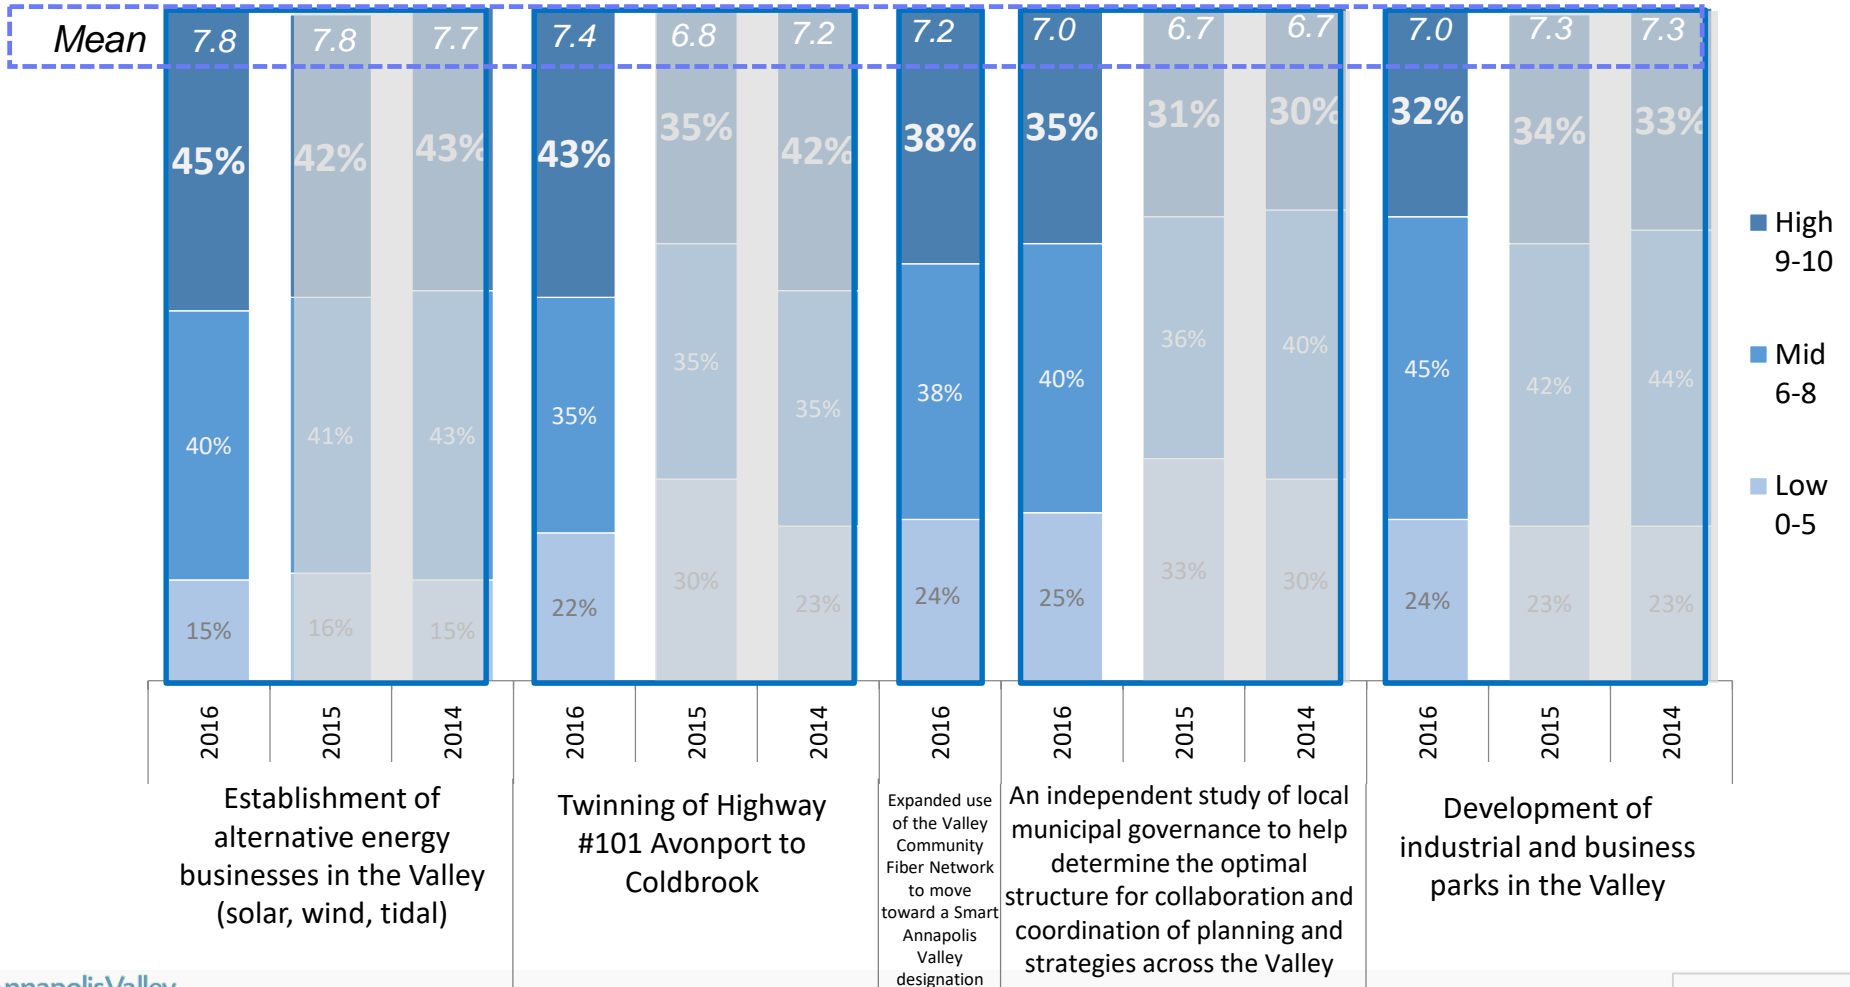 Mean 7.8 7.8 7.7 7.4 6.8 7.2 7.2 7.0 6.7 6.7 7.0 7.3 7.3
45% 42% 43% 43% 35% 42% 38% 35% 31% 30% 32% 34% 33%
40% 41% 43% 35% 35% 35% 38% 40% 36% 40% 45% 42% 44%
15% 16% 15% 22% 30% 23% 24% 25% 33% 30% 24% 23% 23%
High
9-10
Mid
6-8
Low
0-5
2016 2015 2014 2016 2015 2014 2016 2016 2015 2014 2016 2015 2014
Establishment of
alternative energy
businesses in the Valley
(solar, wind, tidal)
Twinning of Highway
#101 Avonport to
Coldbrook
Expanded use
of the Valley
Community
Fiber Network
to move
toward a Smart
Annapolis
Valley
designation
An independent study of local
municipal governance to help
determine the optimal
structure for collaboration and
coordination of planning and
strategies across the Valley
Development of
industrial and business
parks in the Valley